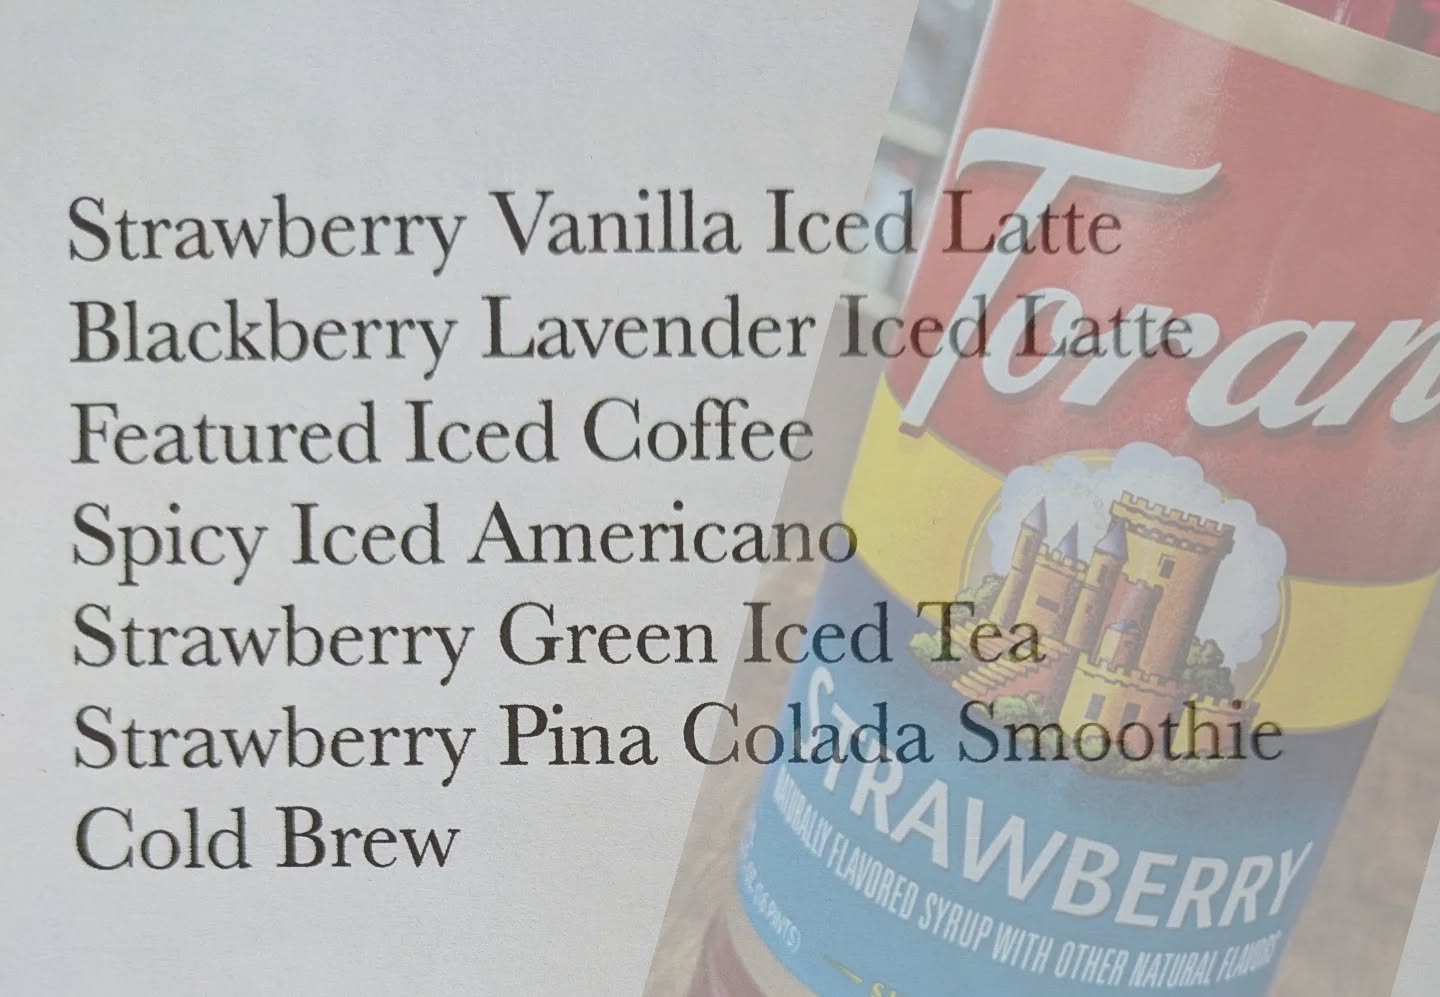 Strawberry Vanilla Iced Latte
Blackberry Lavender Iced Latte
Featured Iced Coffee
Spicy Iced Americano
Strawberry Green Iced Tea
Strawberry Pina Colada Smoothie
Cold Brew
Toran
STRAWBERRY
NATURALLY FLAVORED SYRUP WITH OTHER NATURAL FLAVORS
PINTS)